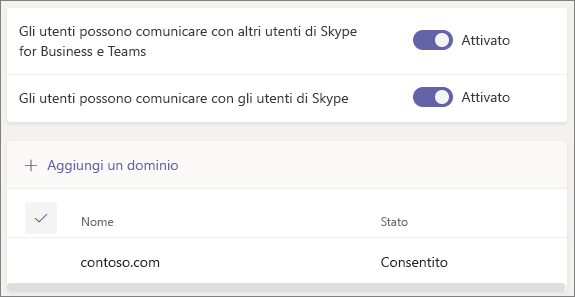 Gli utenti possono comunicare con altri utenti di Skype
for Business e Teams
Attivato
Gli utenti possono comunicare con gli utenti di Skype
Attivato
+ Aggiungi un dominio
Nome
Stato
contoso.com
Consentito